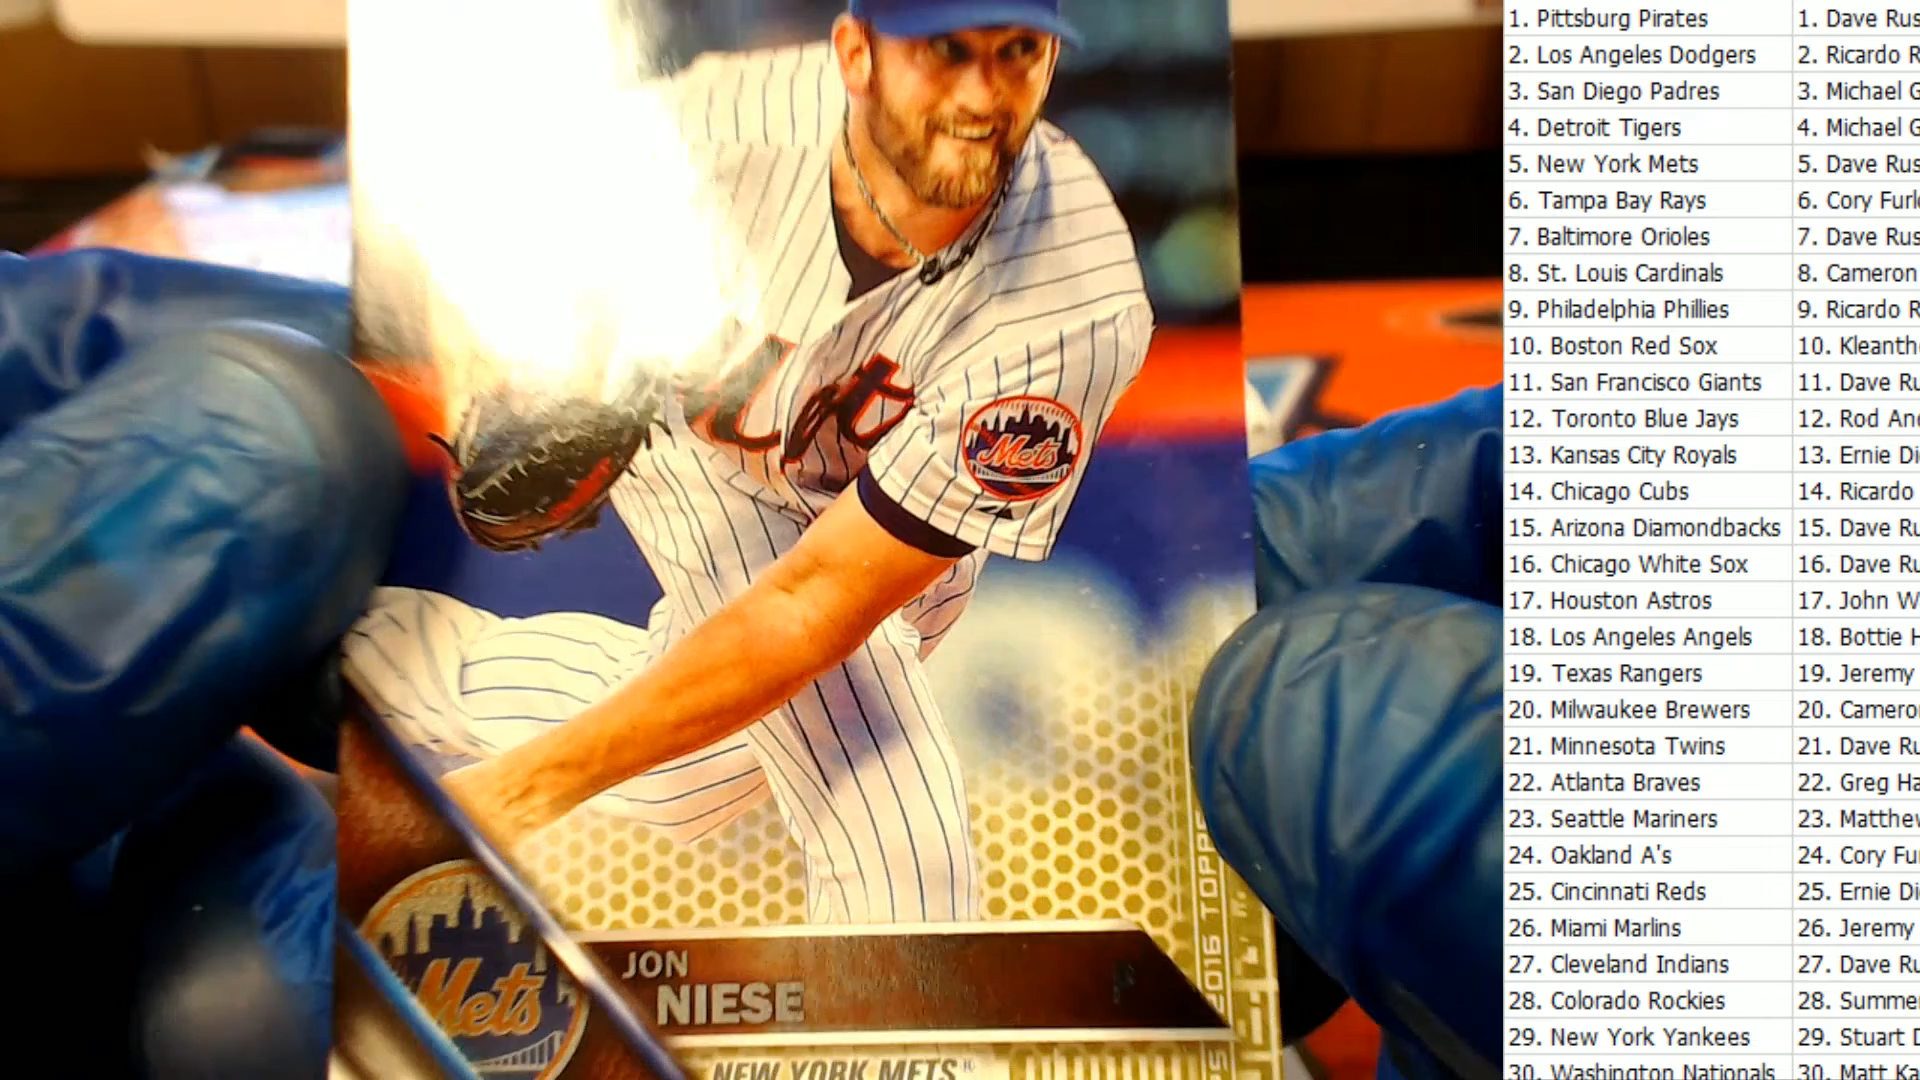 Mets
Mets
JON
NIESE
NEW YORK METS
2016 TOPPS
1. Pittsburg Pirates 1. Dave Rus
2. Los Angeles Dodgers 2. Ricardo R
3. San Diego Padres 3. Michael G
4. Detroit Tigers 4. Michael G
5. New York Mets 5. Dave Rus
6. Tampa Bay Rays 6. Cory Furl
7. Baltimore Orioles 7. Dave Rus
8. St. Louis Cardinals 8. Cameron
9. Philadelphia Phillies 9. Ricardo R
10. Boston Red Sox 10. Kleanth
11. San Francisco Giants 11. Dave Ru
12. Toronto Blue Jays 12. Rod An
13. Kansas City Royals 13. Ernie Di
14. Chicago Cubs 14. Ricardo
15. Arizona Diamondbacks 15. Dave Ru
16. Chicago White Sox 16. Dave Ru
17. Houston Astros 17. John W
18. Los Angeles Angels 18. Bottie H
19. Texas Rangers 19. Jeremy
20. Milwaukee Brewers 20. Camero
21. Minnesota Twins 21. Dave Ru
22. Atlanta Braves 22. Greg Ha
23. Seattle Mariners 23. Matthew
24. Oakland A's 24. Cory Fu
25. Cincinnati Reds 25. Ernie Di
26. Miami Marlins 26. Jeremy
27. Cleveland Indians 27. Dave Ru
28. Colorado Rockies 28. Summe
29. New York Yankees 29. Stuart D
30. Washington Nationals 30. Matt Ka